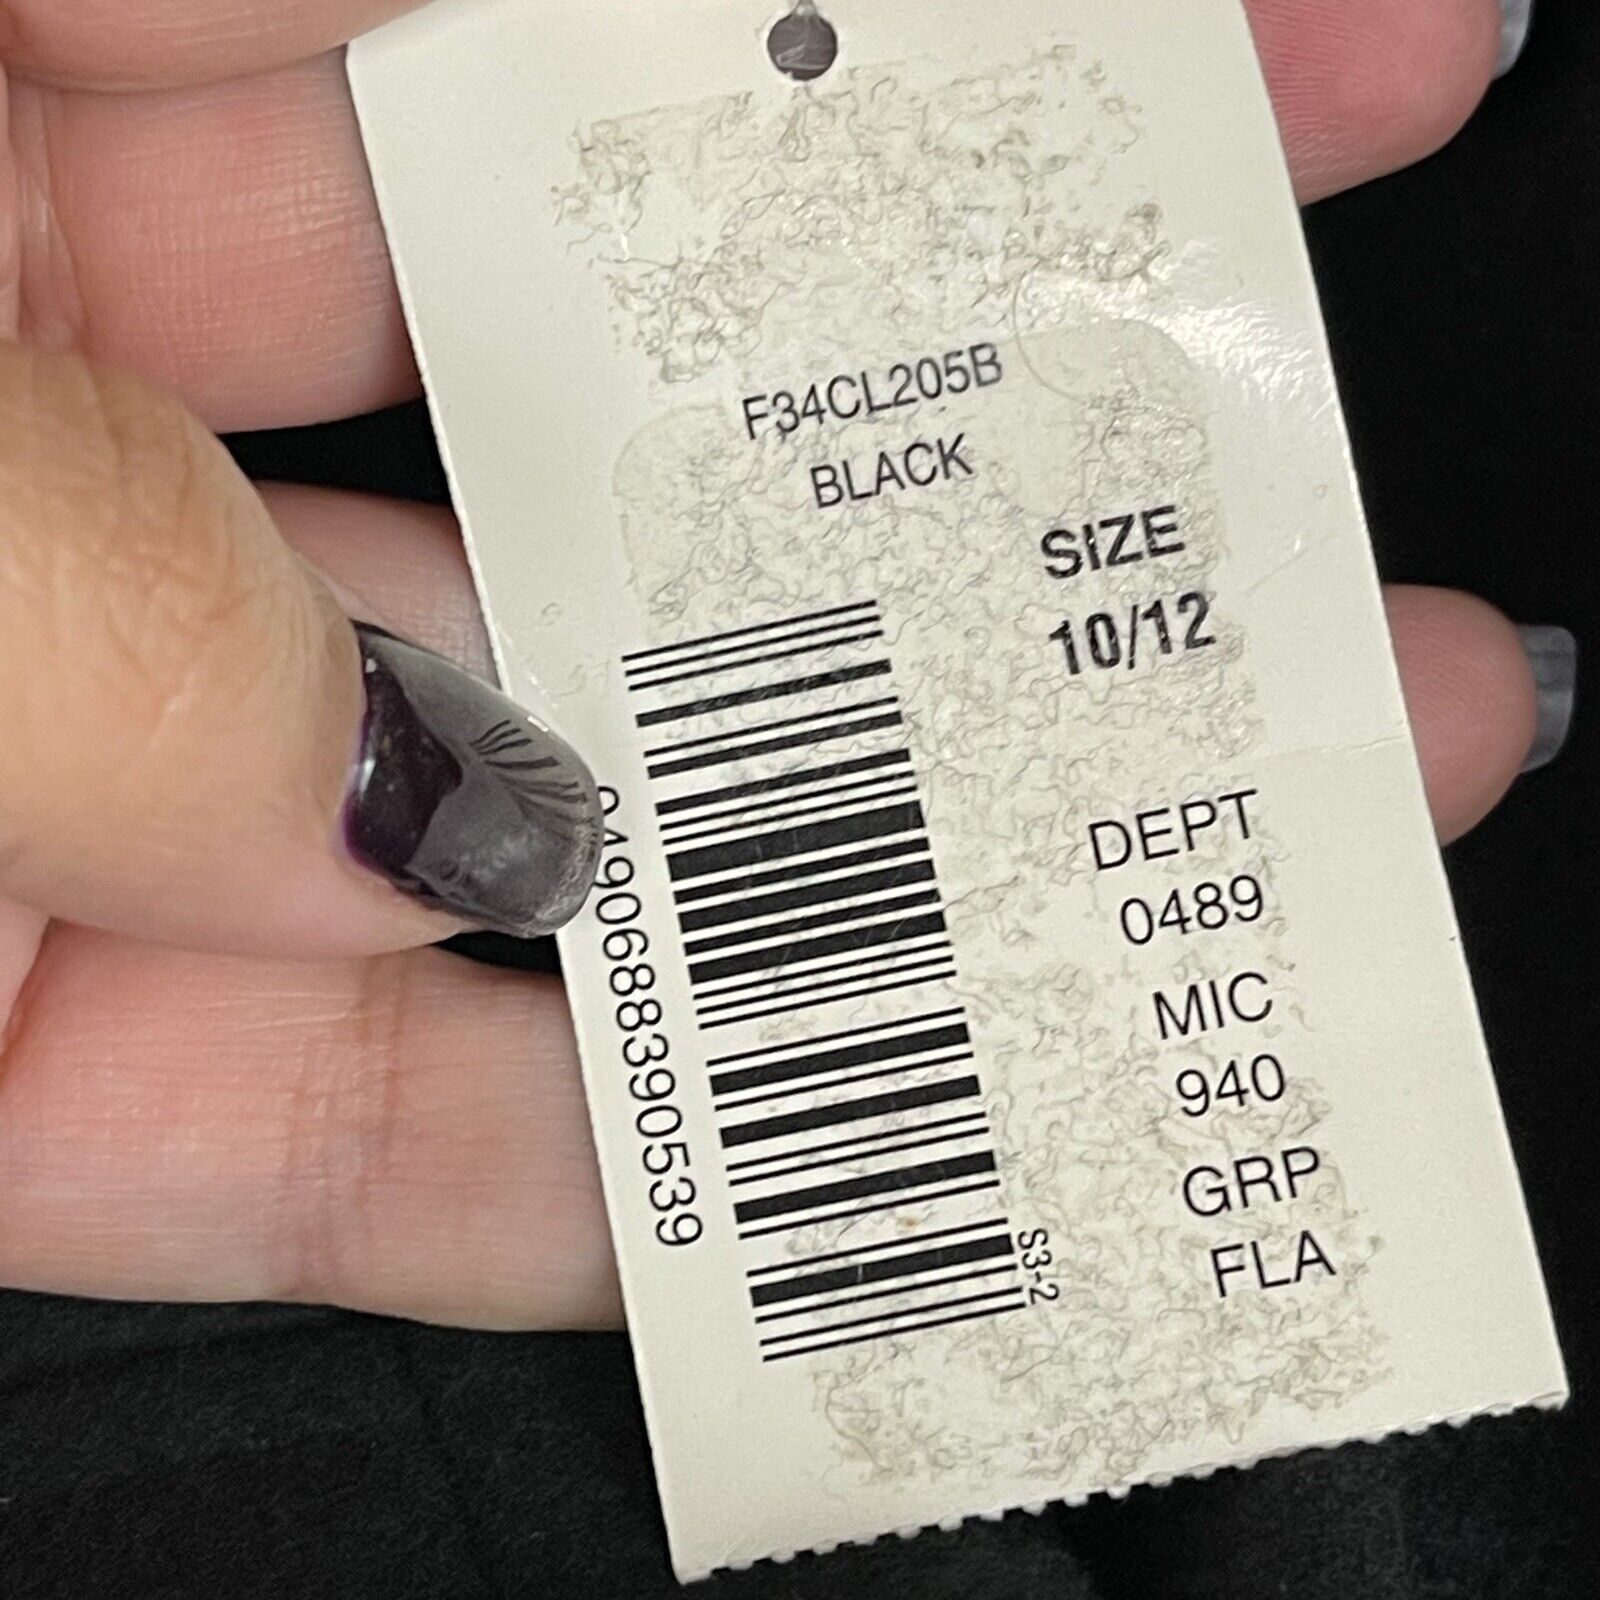 F34CL205B
BLACK
SIZE
10/12
0490688390539
S3-2
DEPT
0489
MIC
940
GRP
FLA